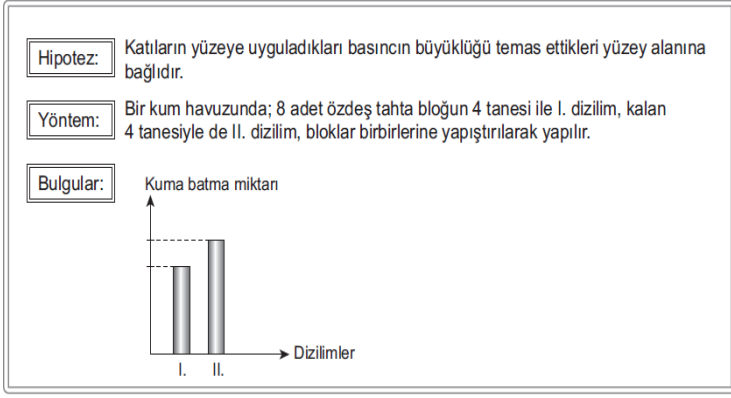 Hipotez:
Katıların yüzeye uyguladıkları basıncın büyüklüğü temas ettikleri yüzey alanına
bağlıdır.
Yöntem:
Bir kum havuzunda; 8 adet özdeş tahta bloğun 4 tanesi ile I. dizilim, kalan
4 tanesiyle de II. dizilim, bloklar birbirlerine yapıştırılarak yapılır.
Bulgular:
Kuma batma miktarı
Dizilimler
I. II.